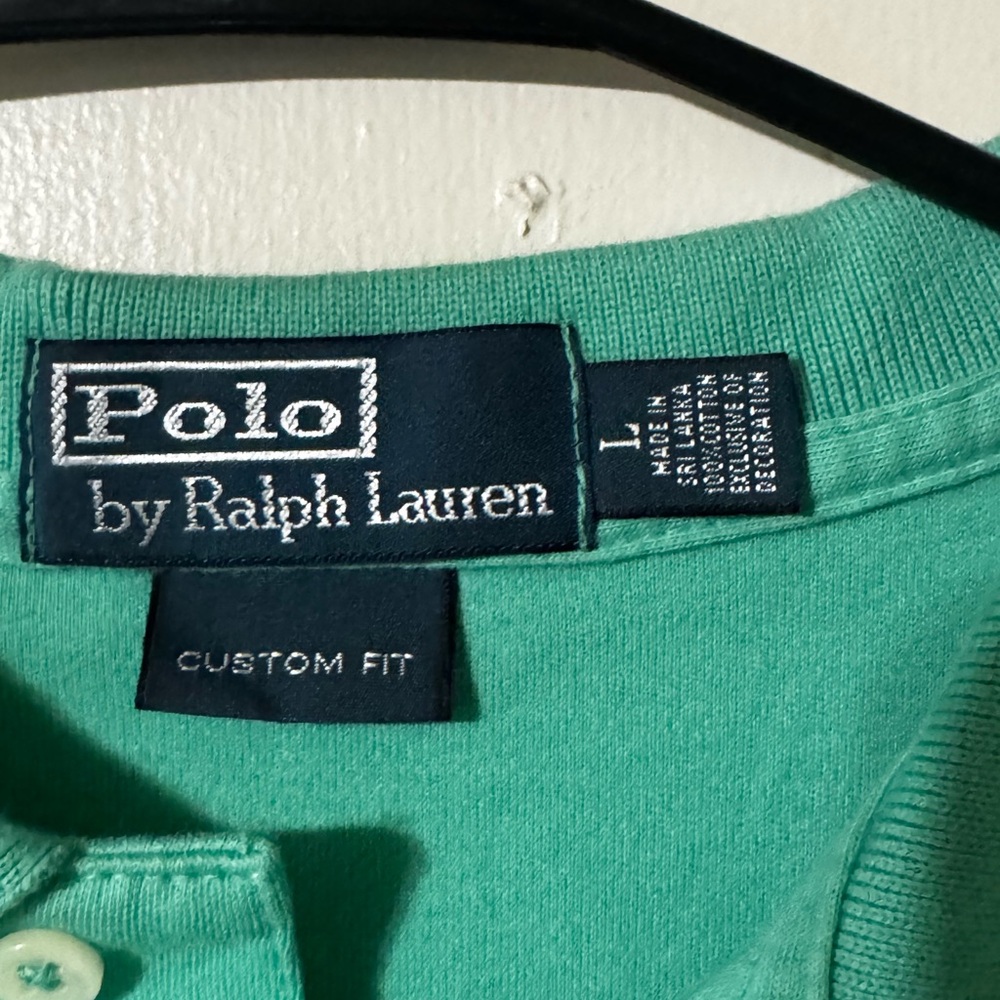 Polo
by Ralph Lauren
L
MADE IN
SRI LANKA
100% COTTON
EXCLUSIVE OF
DECORATION
CUSTOM FIT